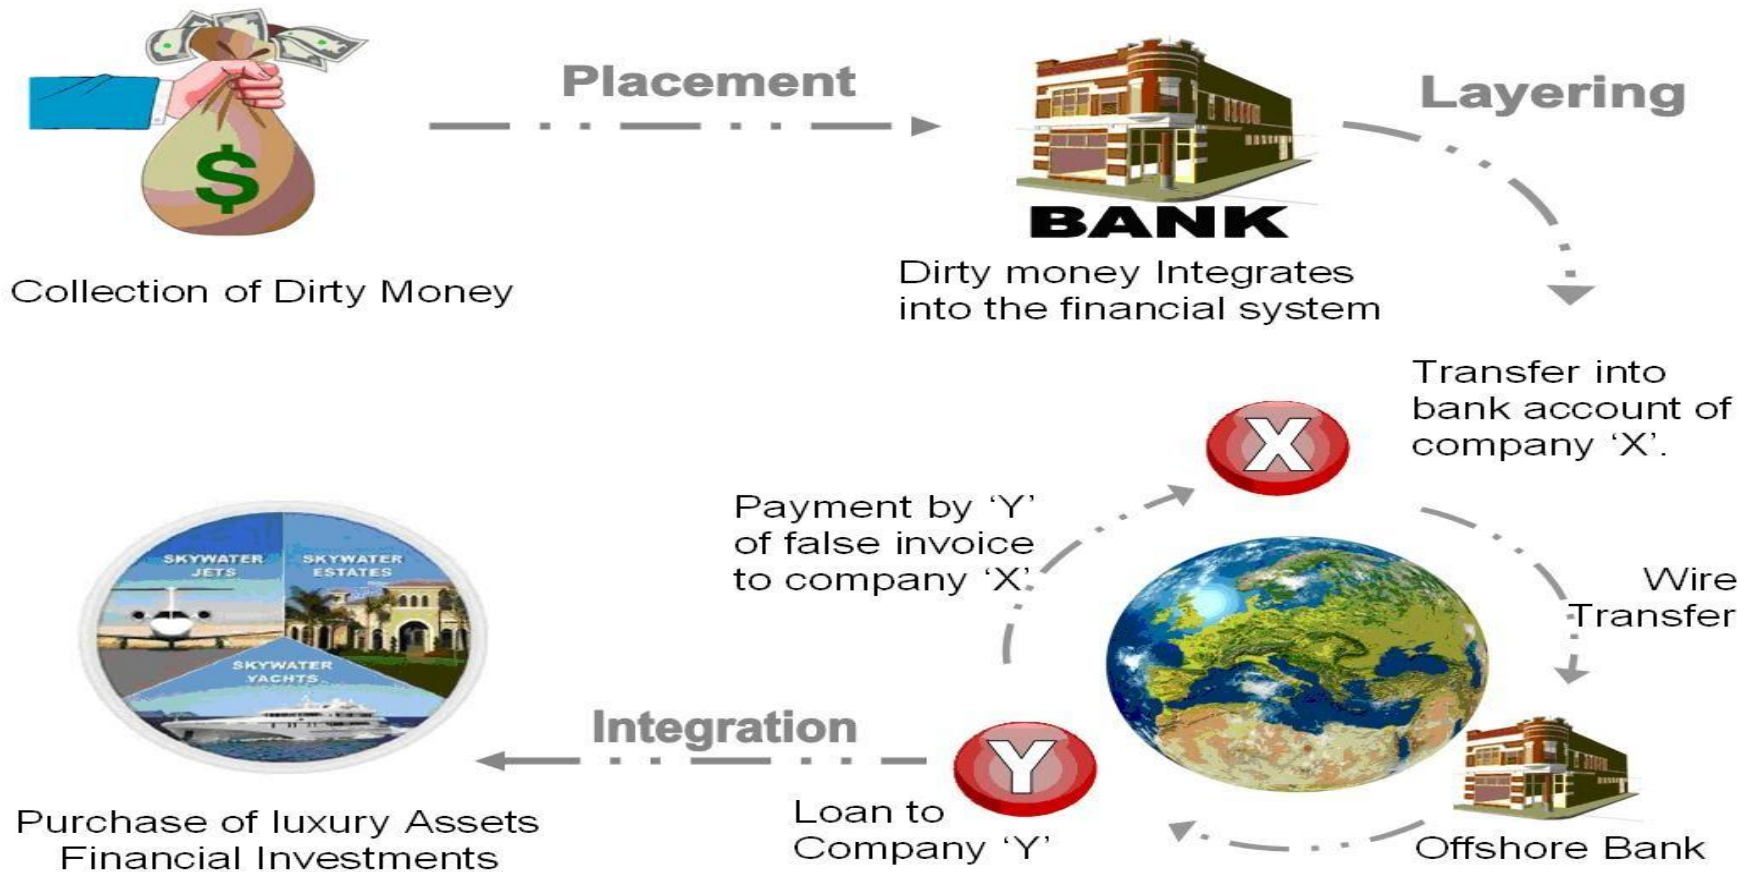 Placement
Layering
$
BANK
Collection of Dirty Money
Dirty money Integrates
into the financial system
Transfer into
bank account of
company ‘X’.
X
Payment by ‘Y’
of false invoice
to company ‘X’
Wire
Transfer
SKYWATER
JETS
SKYWATER
ESTATES
SKYWATER
YACHTS
Integration
Y
Loan to
Company ‘Y’
Offshore Bank
Purchase of luxury Assets
Financial Investments